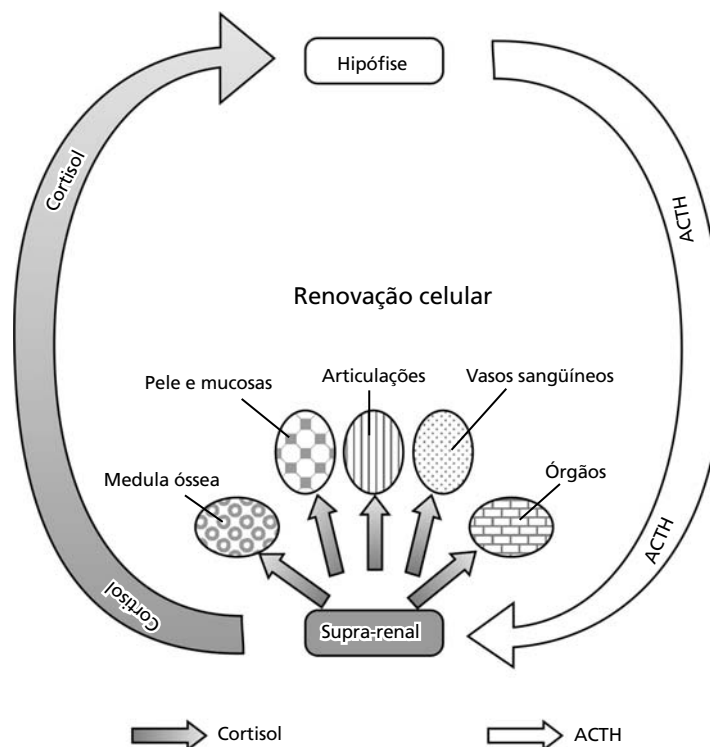 Hipófise
Cortisol
ACTH
Renovação celular
Pele e mucosas
Articulações
Vasos sangüíneos
Medula óssea
Órgãos
ACTH
Cortisol
Supra-renal
Cortisol
ACTH